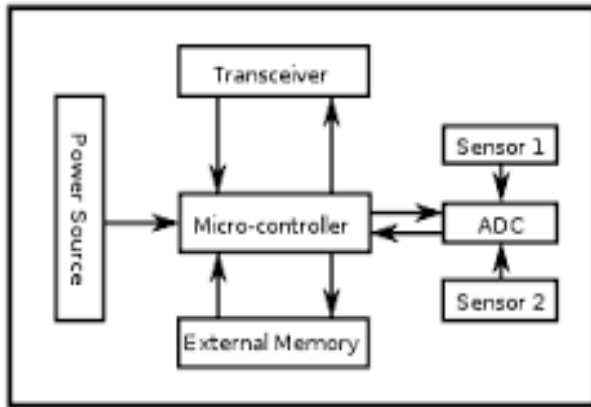 Transceiver
Power Source
Sensor 1
Micro-controller
ADC
External Memory
Sensor 2